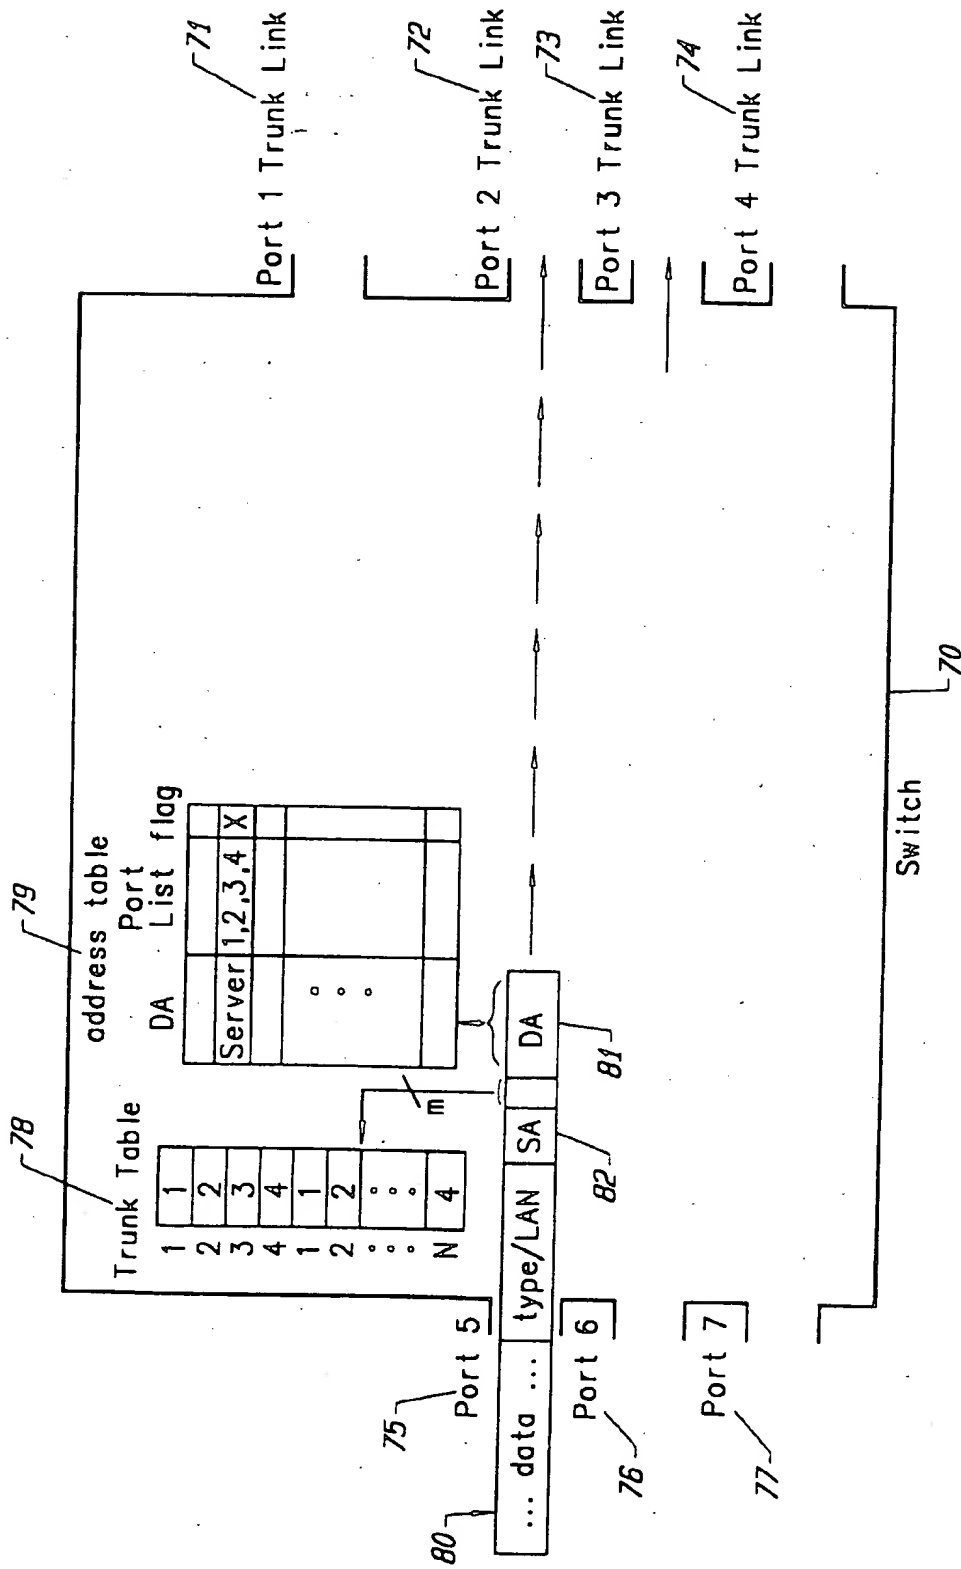 78
Trunk Table
1 1
2 2
3 3
4 4
1 1
2 2
N 4
79
address table
DA Port List flag
Server 1,2,3,4 X
m
75
Port 5
80
... data ... type/LAN SA DA
82
81
Port 6
76
Port 7
77
Port 1 Trunk Link
71
Port 2 Trunk Link
72
Port 3 Trunk Link
73
Port 4 Trunk Link
74
Switch
70